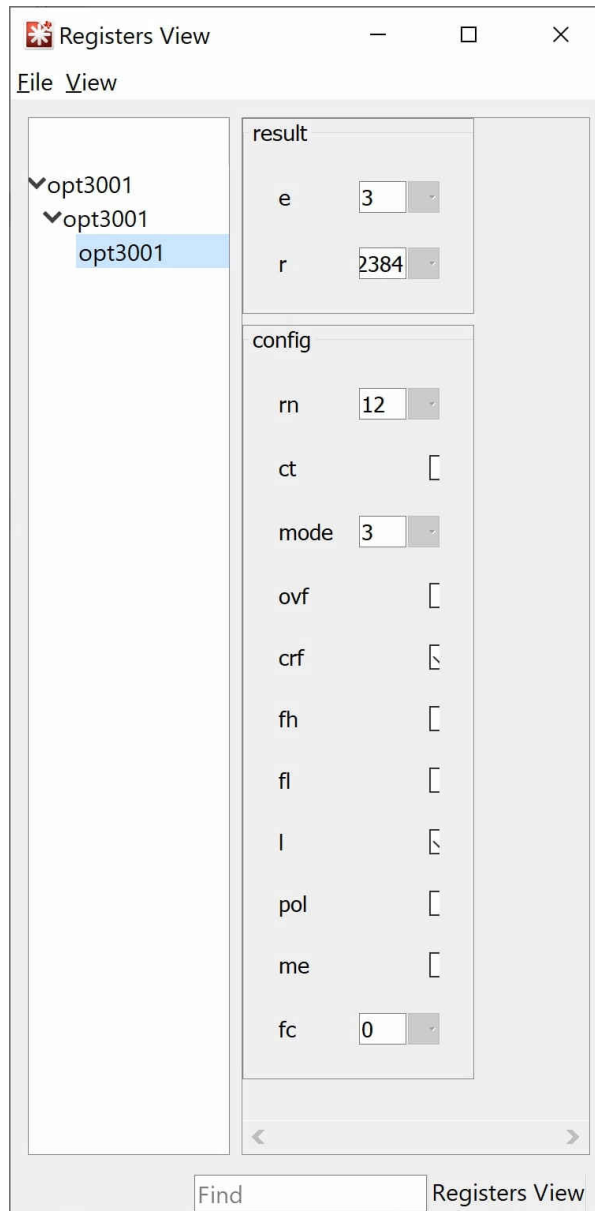 Registers View
File View
opt3001
opt3001
opt3001
result
e 3
r 2384
config
rn 12
ct
mode 3
ovf
crf
fh
fl
l
pol
me
fc 0
Find Registers View